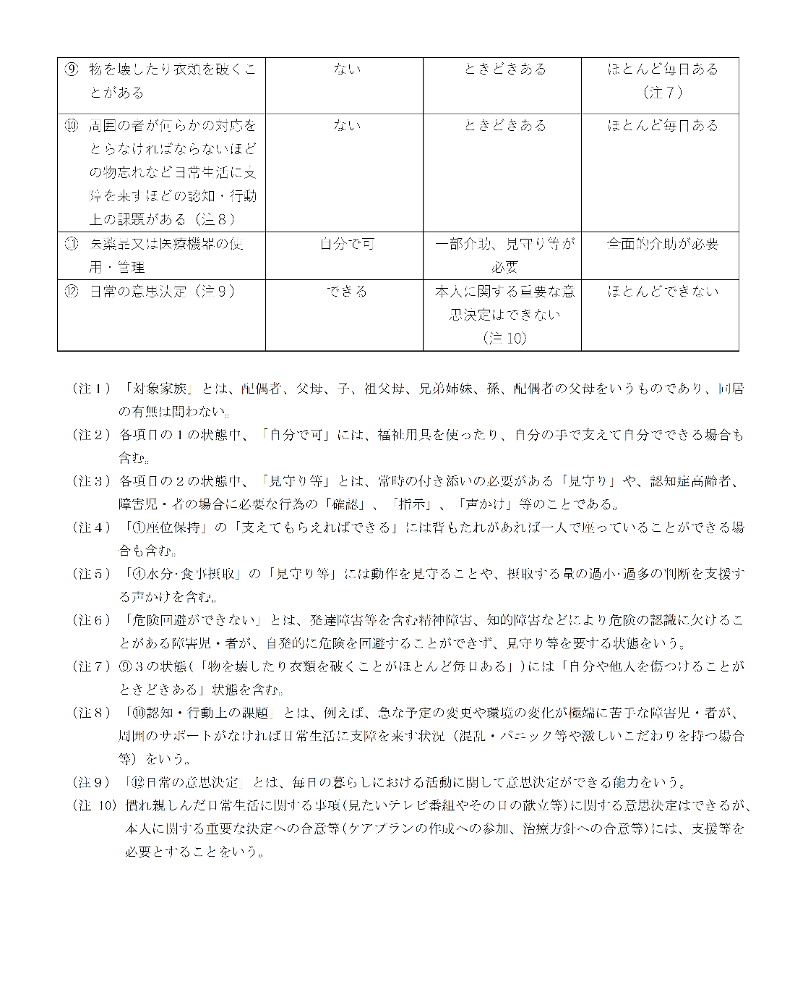 ⑨ 物を壊したり衣類を破くこ ない ときどきある ほとんど毎日ある
とがある （注７）
⑩ 周囲の者が何らかの対応を ない ときどきある ほとんど毎日ある
とらなければならないほど
の物忘れなど日常生活に支
障を来すほどの認知・行動
上の課題がある（注８）
⑪ 医薬品又は医療機器の使 自分で可 一部介助、見守り等が 全面的介助が必要
用・管理 必要
⑫ 日常の意思決定（注９） できる 本人に関する重要な意 ほとんどできない
思決定はできない
（注 10）
（注１）「対象家族」とは、配偶者、父母、子、祖父母、兄弟姉妹、孫、配偶者の父母をいうものであり、同居
の有無は問わない。
（注２）各項目の１の状態中、「自分で可」には、福祉用具を使ったり、自分の手で支えて自分でできる場合も
含む。
（注３）各項目の２の状態中、「見守り等」とは、常時の付き添いの必要がある「見守り」や、認知症高齢者、
障害児・者の場合に必要な行為の「確認」、「指示」、「声かけ」等のことである。
（注４）「①座位保持」の「支えてもらえればできる」には背もたれがあれば一人で座っていることができる場
合も含む。
（注５）「④水分･食事摂取」の「見守り等」には動作を見守ることや、摂取する量の過小･過多の判断を支援す
る声かけを含む。
（注６）「危険回避ができない」とは、発達障害等を含む精神障害、知的障害などにより危険の認識に欠けるこ
とがある障害児・者が、自発的に危険を回避することができず、見守り等を要する状態をいう。
（注７）⑨３の状態(「物を壊したり衣類を破くことがほとんど毎日ある」)には「自分や他人を傷つけることが
ときどきある」状態を含む。
（注８）「⑩認知・行動上の課題」とは、例えば、急な予定の変更や環境の変化が極端に苦手な障害児・者が、
周囲のサポートがなければ日常生活に支障を来す状況（混乱・パニック等や激しいこだわりを持つ場合
等）をいう。
（注９）「⑫日常の意思決定」とは、毎日の暮らしにおける活動に関して意思決定ができる能力をいう。
（注 10）慣れ親しんだ日常生活に関する事項(見たいテレビ番組やその日の献立等)に関する意思決定はできるが、
本人に関する重要な決定への合意等(ケアプランの作成への参加、治療方針への合意等)には、支援等を
必要とすることをいう。